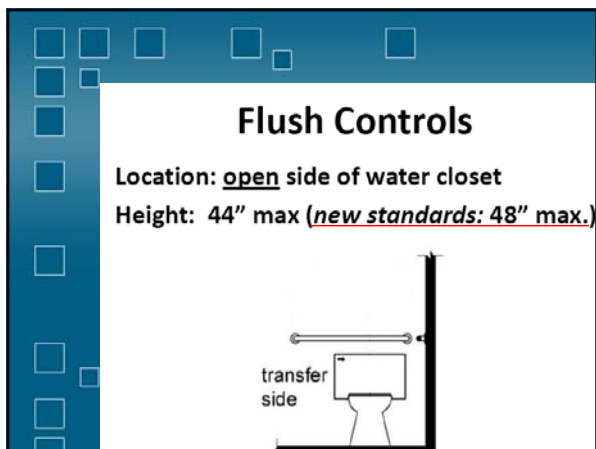 Flush Controls
Location: open side of water closet
Height:  44” max (new standards: 48” max.)
transfer
side